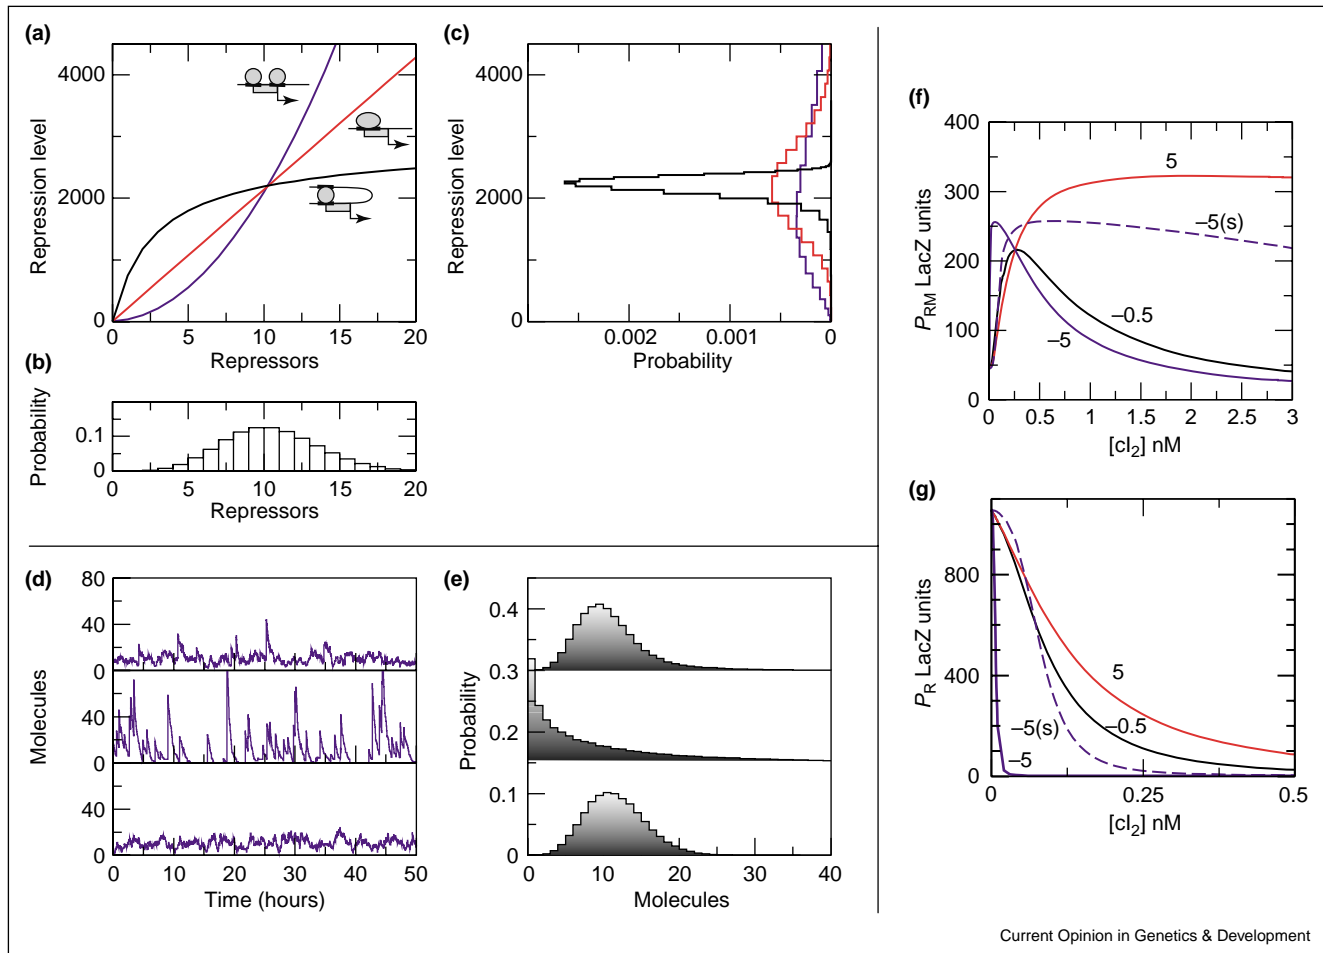 (a)
4000
2000
0
Repression level
0 5 10 15 20
Repressors
(b)
0.1
0
Probability
0 5 10 15 20
Repressors
(c)
4000
2000
0
Repression level
0.002 0.001 0
Probability
(d)
80
40
0
40
0
40
0
Molecules
0 10 20 30 40 50
Time (hours)
(e)
0.4
0.3
0.2
0.1
0
Probability
0 10 20 30 40
Molecules
(f)
400
300
200
100
0
PRM LacZ units
5
–5(s)
–0.5
–5
0 0.5 1 1.5 2 2.5 3
[cI2] nM
(g)
800
400
0
PR LacZ units
5
–0.5
–5(s)
–5
0 0.25 0.5
[cI2] nM
Current Opinion in Genetics & Development